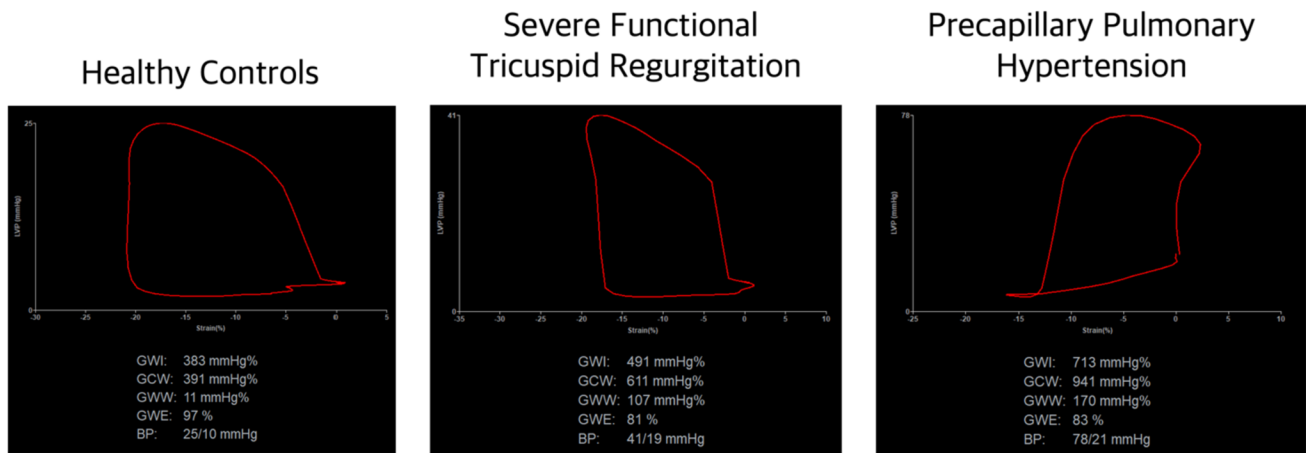 Healthy Controls
25
LVP (mmHg)
0
-30 -25 -20 -15 -10 -5 0 5
Strain(%)
GWI: 383 mmHg%
GCW: 391 mmHg%
GWW: 11 mmHg%
GWE: 97 %
BP: 25/10 mmHg
Severe Functional
Tricuspid Regurgitation
41
LVP (mmHg)
0
-35 -30 -25 -20 -15 -10 -5 0 5 10
Strain(%)
GWI: 491 mmHg%
GCW: 611 mmHg%
GWW: 107 mmHg%
GWE: 81 %
BP: 41/19 mmHg
Precapillary Pulmonary
Hypertension
78
LVP (mmHg)
0
-25 -20 -15 -10 -5 0 5 10
Strain(%)
GWI: 713 mmHg%
GCW: 941 mmHg%
GWW: 170 mmHg%
GWE: 83 %
BP: 78/21 mmHg